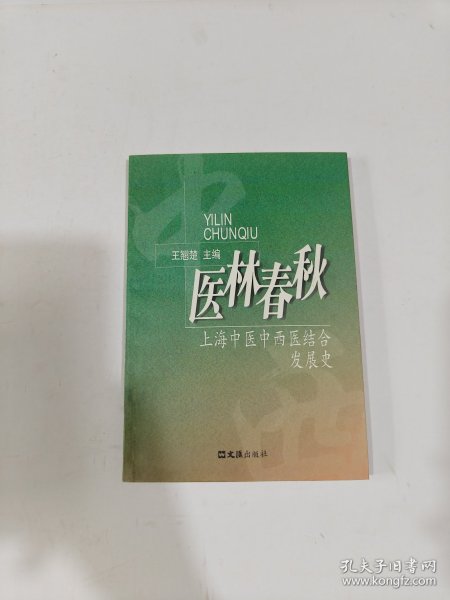 YILIN
CHUNQIU
王翘楚 主编
医林春秋
上海中医中西医结合
发展史
文汇出版社
孔夫子旧书网
www.kongfz.com